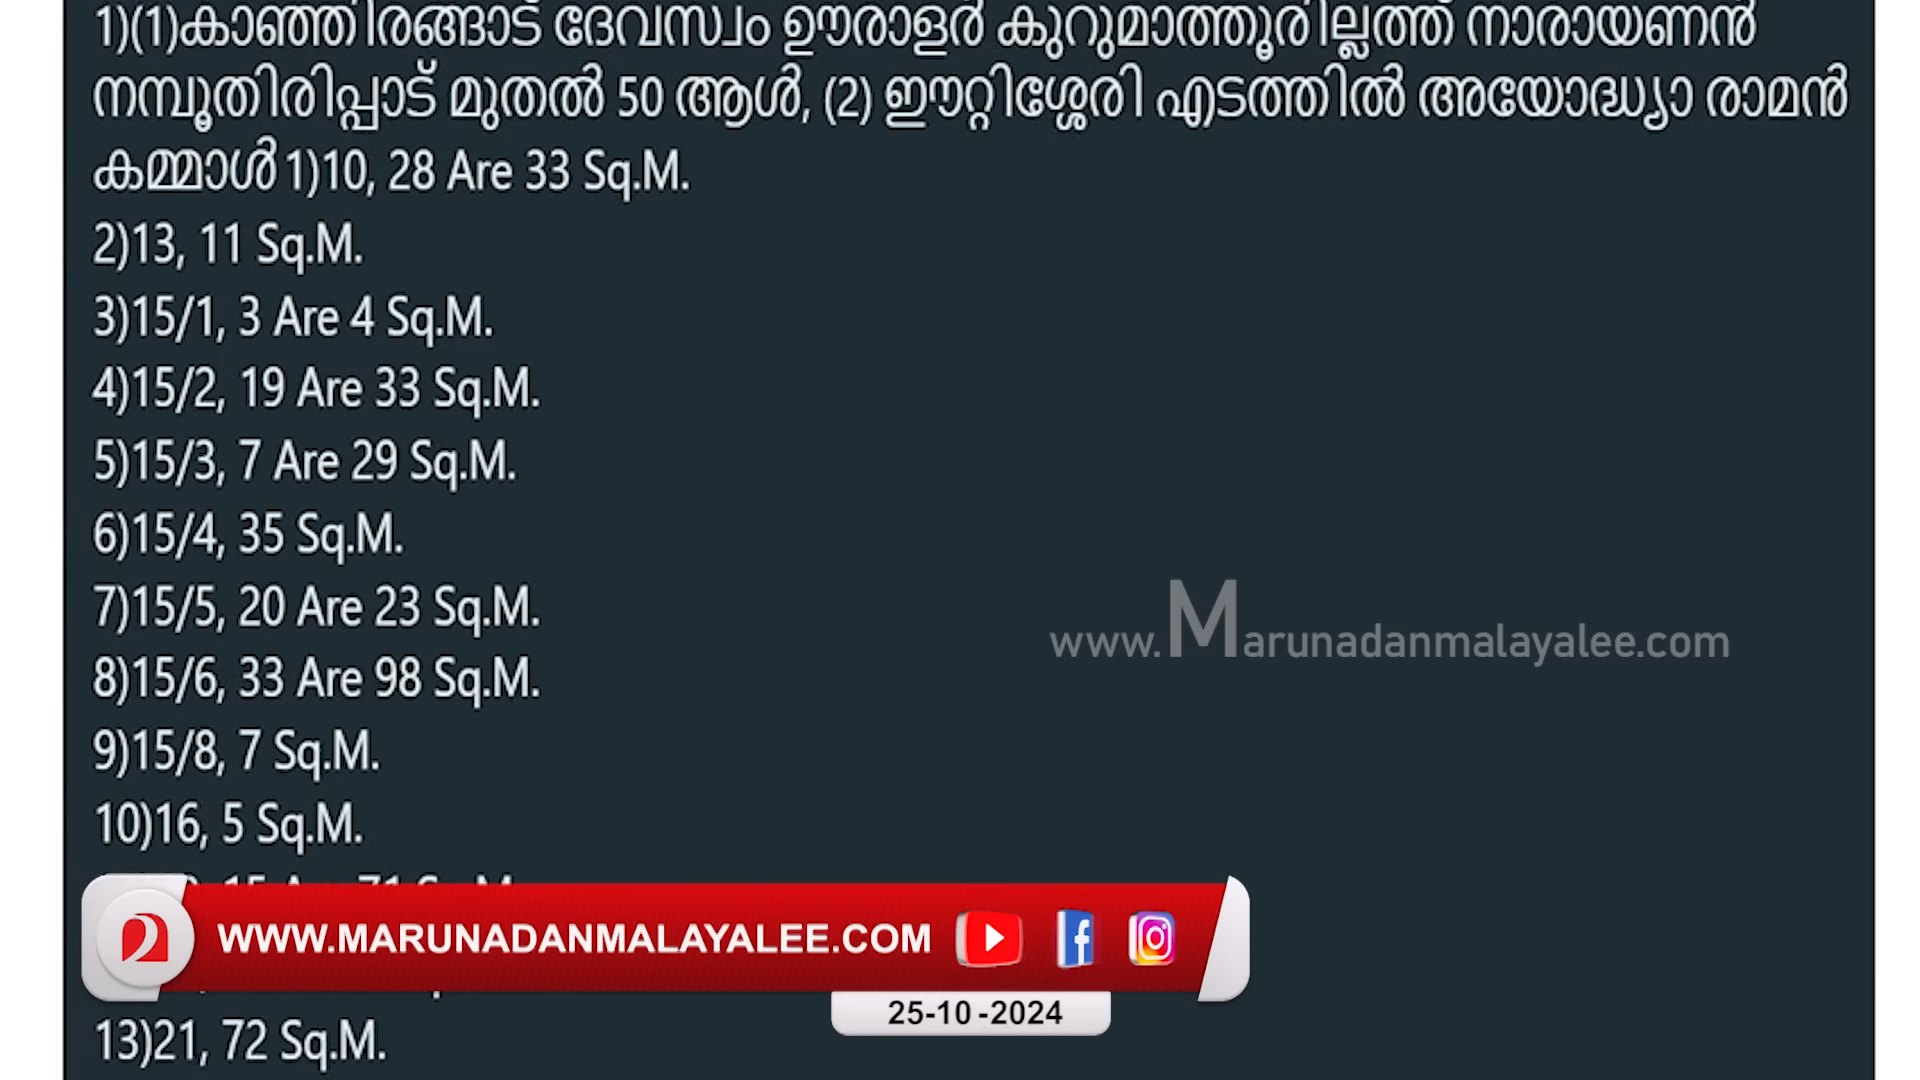 1)(1)കാഞ്ഞിരങ്ങാട് ദേവസ്വം ഊരാളർ കുറുമാത്തൂരില്ലത്ത് നാരായണൻ
നമ്പൂതിരിപ്പാട് മുതൽ 50 ആൾ, (2) ഈറ്റിശ്ശേരി എടത്തിൽ അയോദ്ധ്യാ രാമൻ
കമ്മാൾ 1)10, 28 Are 33 Sq.M.
2)13, 11 Sq.M.
3)15/1, 3 Are 4 Sq.M.
4)15/2, 19 Are 33 Sq.M.
5)15/3, 7 Are 29 Sq.M.
6)15/4, 35 Sq.M.
7)15/5, 20 Are 23 Sq.M.
www.Marunadanmalayalee.com
8)15/6, 33 Are 98 Sq.M.
9)15/8, 7 Sq.M.
10)16, 5 Sq.M.
WWW.MARUNADANMALAYALEE.COM
25-10-2024
13)21, 72 Sq.M.